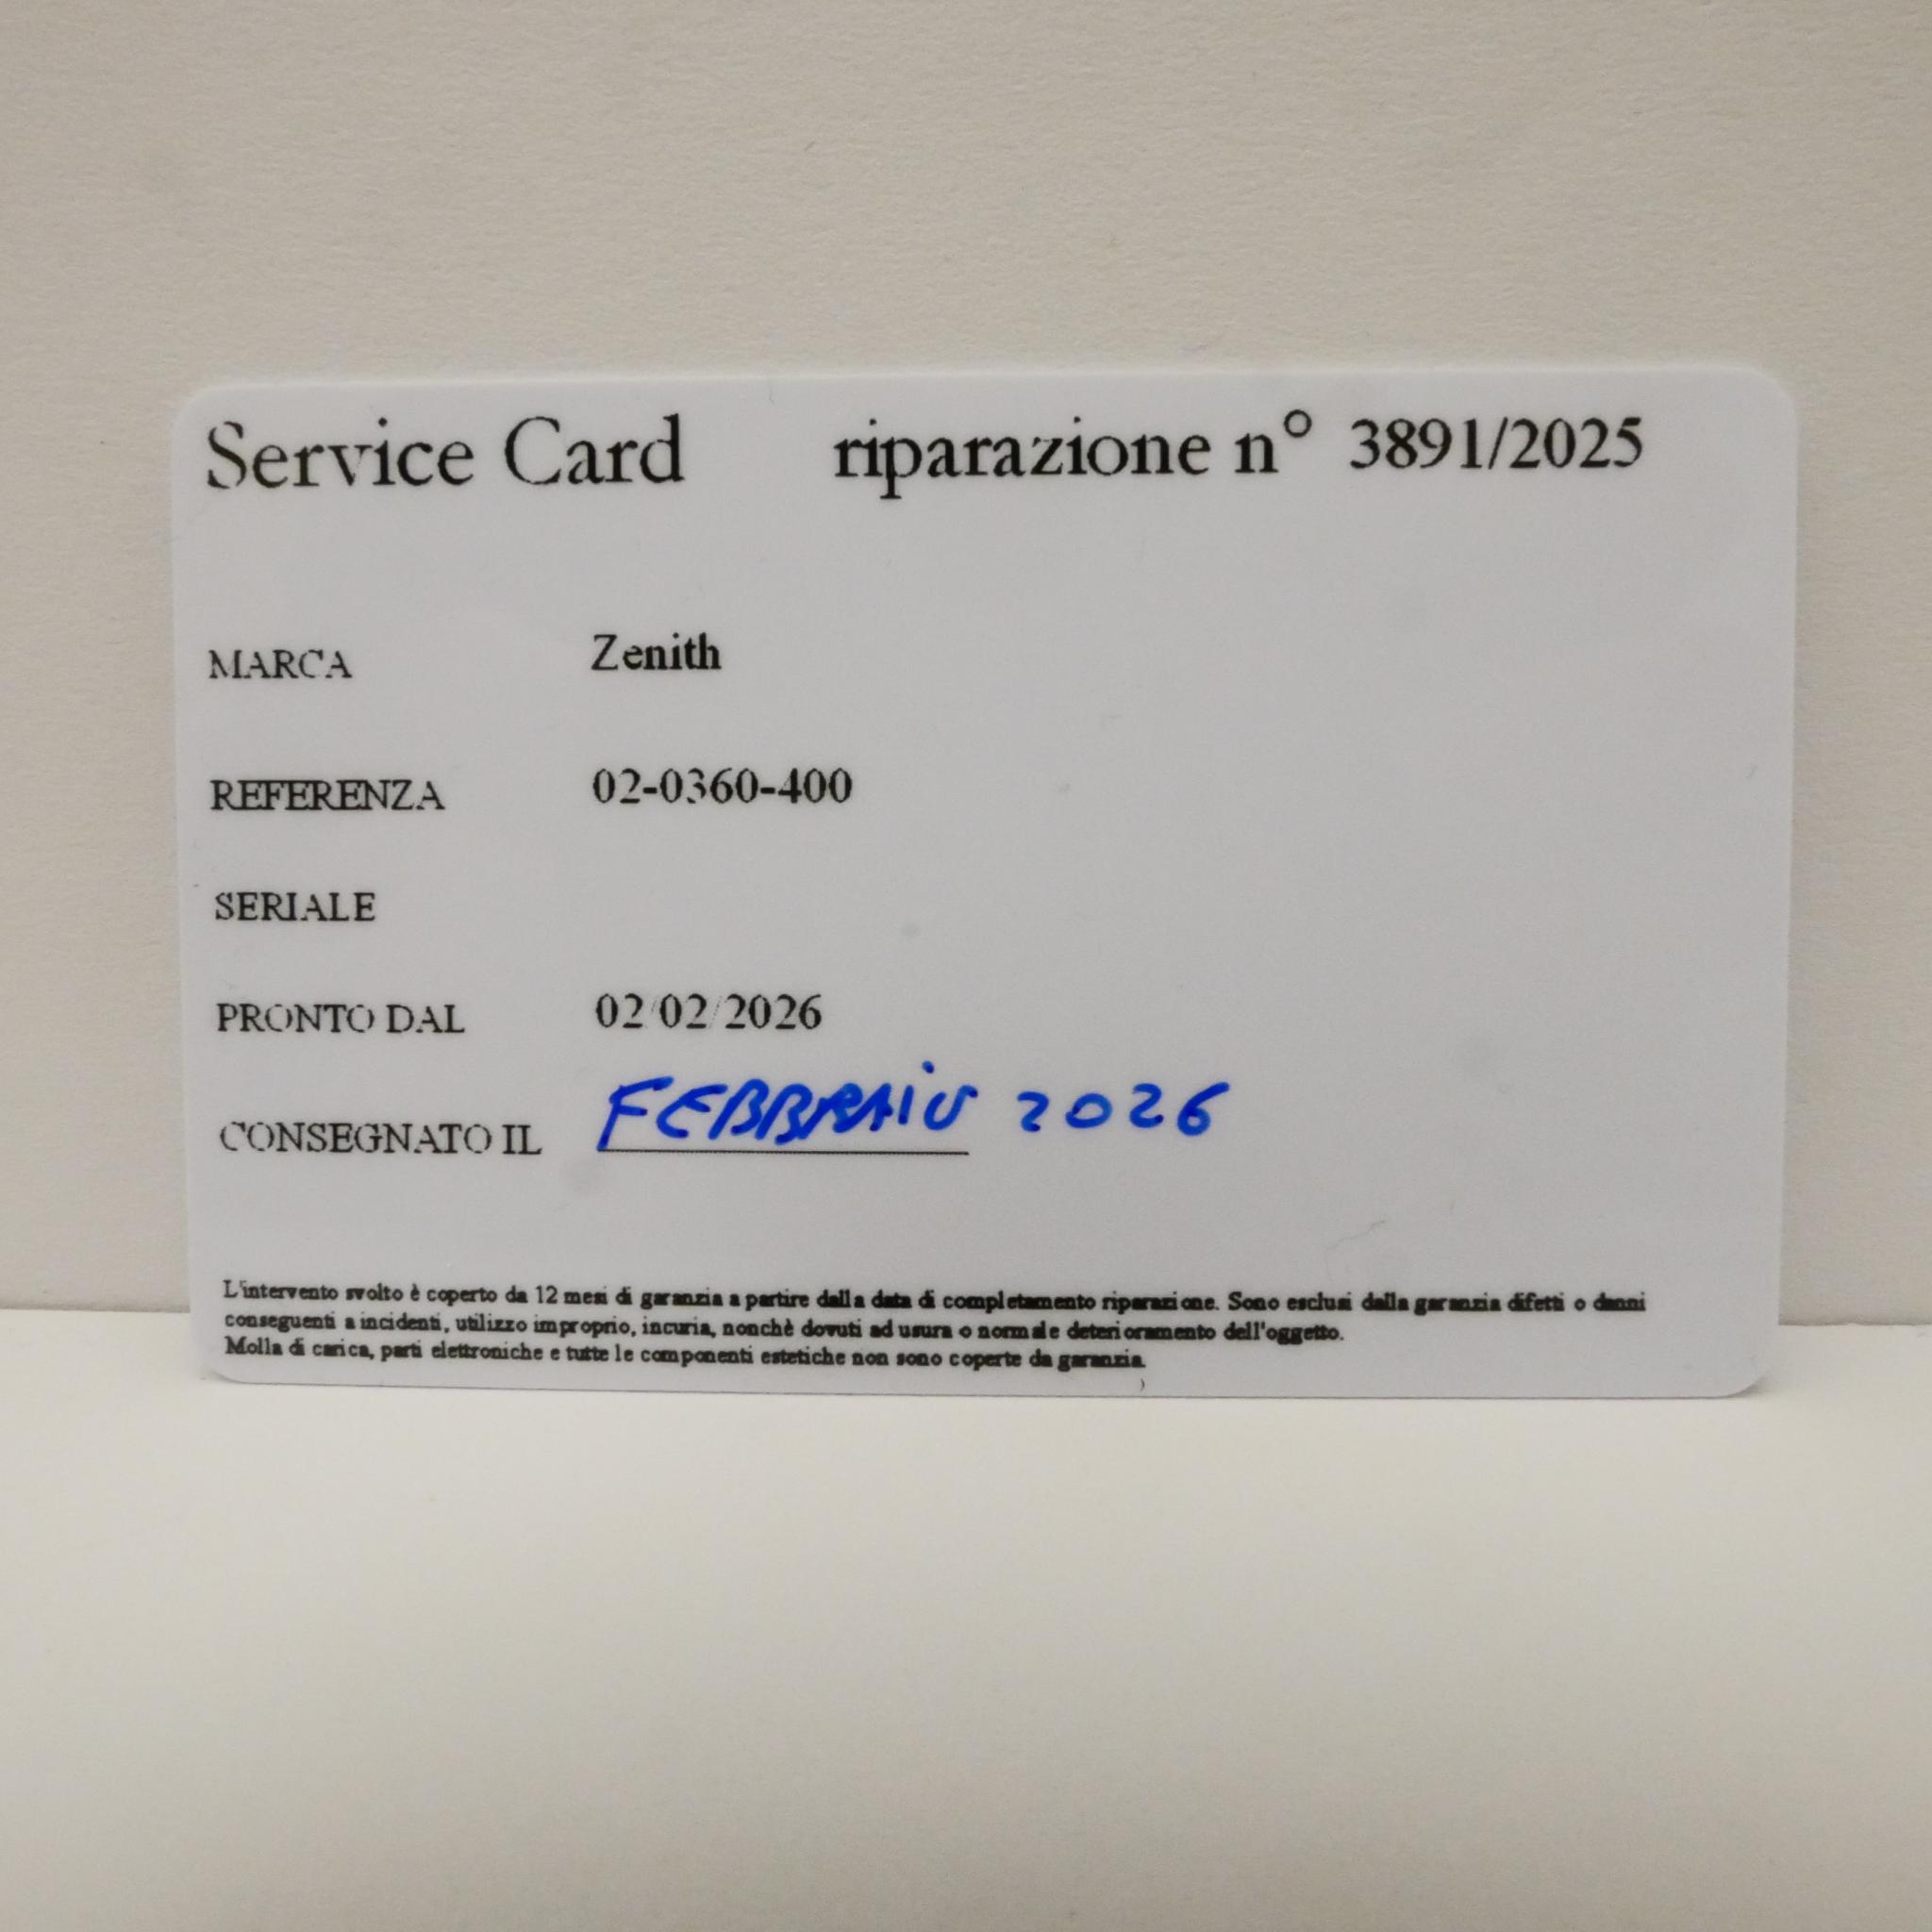 Service Card riparazione n° 3891/2025
MARCA Zenith
REFERENZA 02-0360-400
SERIALE
PRONTO DAL 02/02/2026
CONSEGNATO IL FEBBRAIO 2026
L'intervento svolto è coperto da 12 mesi di garanzia a partire dalla data di completamento riparazione. Sono esclusi dalla garanzia difetti o danni
conseguenti a incidenti, utilizzo improprio, incuria, nonchè dovuti ad usura o normale deterioramento dell'oggetto.
Molla di carica, parti elettroniche e tutte le componenti estetiche non sono coperte da garanzia.